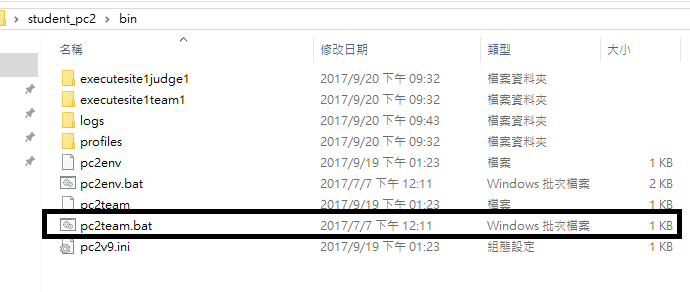 student_pc2 > bin
名稱 修改日期 類型 大小
executesite1judge1 2017/9/20 下午 09:32 檔案資料夾
executesite1team1 2017/9/20 下午 09:32 檔案資料夾
logs 2017/9/20 下午 09:43 檔案資料夾
profiles 2017/9/20 下午 09:32 檔案資料夾
pc2env 2017/9/19 下午 01:23 檔案 1 KB
pc2env.bat 2017/7/7 下午 12:11 Windows 批次檔案 2 KB
pc2team 2017/9/19 下午 01:23 檔案 1 KB
pc2team.bat 2017/7/7 下午 12:11 Windows 批次檔案 1 KB
pc2v9.ini 2017/9/19 下午 01:23 組態設定 1 KB